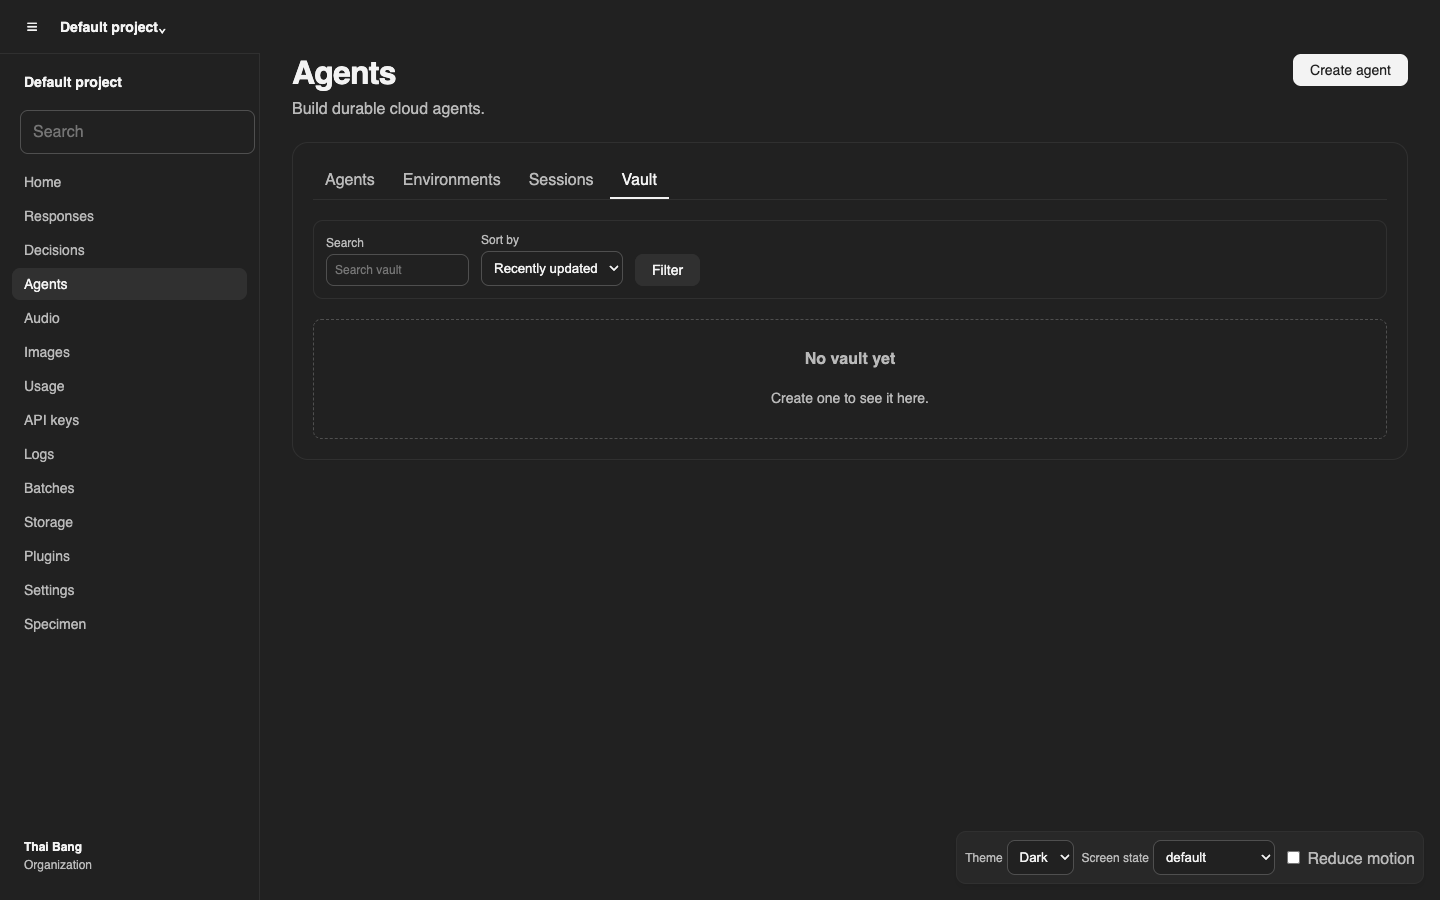 Default project
Default project
Search
Home
Responses
Decisions
Agents
Audio
Images
Usage
API keys
Logs
Batches
Storage
Plugins
Settings
Specimen
Thai Bang
Organization
Agents
Build durable cloud agents.
Create agent
Agents Environments Sessions Vault
Search
Search vault
Sort by
Recently updated
Filter
No vault yet
Create one to see it here.
Theme Dark Screen state default Reduce motion